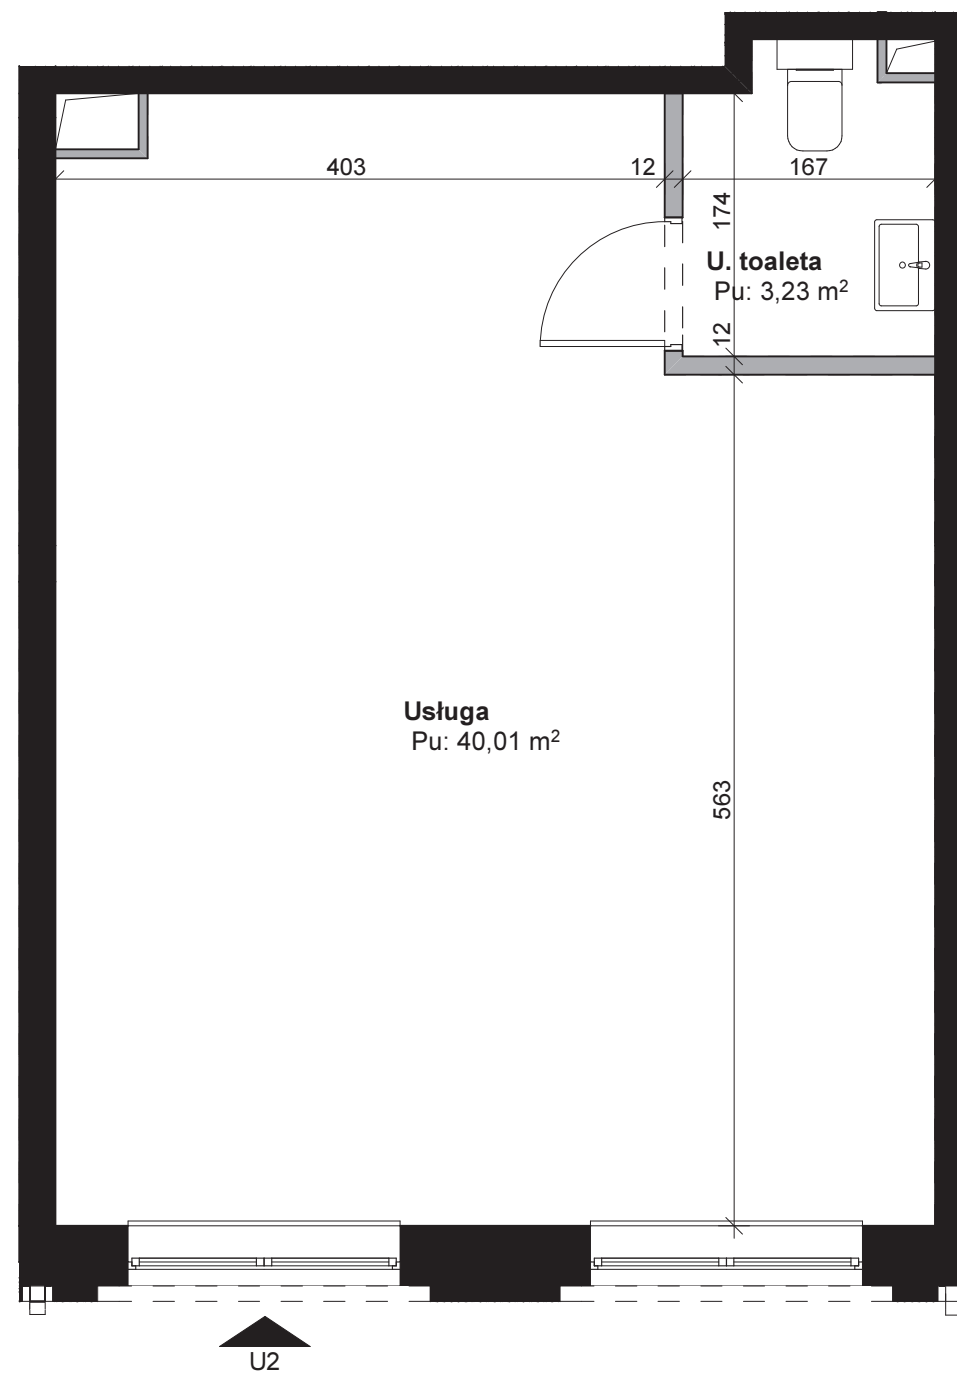 403
12
167
174
U. toaleta
Pu: 3,23 m²
12
Usługa
Pu: 40,01 m²
563
U2